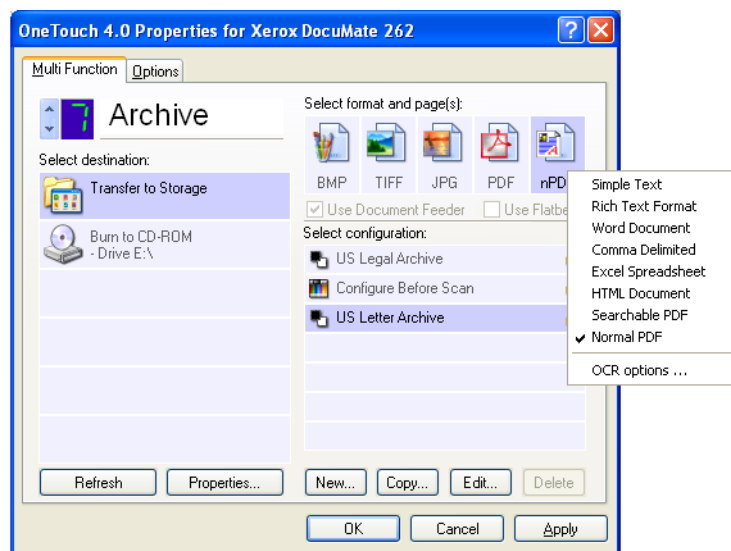 OneTouch 4.0 Properties for Xerox DocuMate 262
Multi Function
Options
7
Archive
Select destination:
Transfer to Storage
Burn to CD-ROM
- Drive E:\
Refresh
Properties...
Select format and page(s):
BMP
TIFF
JPG
PDF
nPD
Use Document Feeder
Use Flatbe
Select configuration:
US Legal Archive
Configure Before Scan
US Letter Archive
New...
Copy...
Edit...
Delete
Simple Text
Rich Text Format
Word Document
Comma Delimited
Excel Spreadsheet
HTML Document
Searchable PDF
Normal PDF
OCR options ...
OK
Cancel
Apply